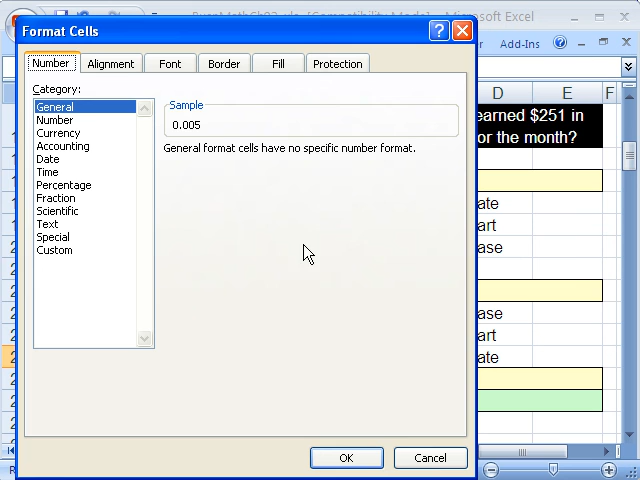 Microsoft Excel
Format Cells
Add-Ins
Number Alignment Font Border Fill Protection
Category:
General
Number
Currency
Accounting
Date
Time
Percentage
Fraction
Scientific
Text
Special
Custom
Sample
0.005
General format cells have no specific number format.
D E F
earned $251 in
or the month?
ate
art
ase
ase
art
ate
OK Cancel